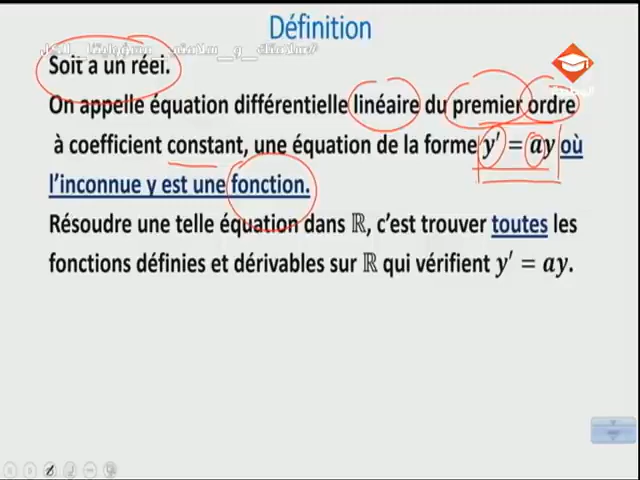 Définition
Soit a un réel.
On appelle équation différentielle linéaire du premier ordre
à coefficient constant, une équation de la forme y′ = ay où
l'inconnue y est une fonction.
Résoudre une telle équation dans ℝ, c'est trouver toutes les
fonctions définies et dérivables sur ℝ qui vérifient y′ = ay.